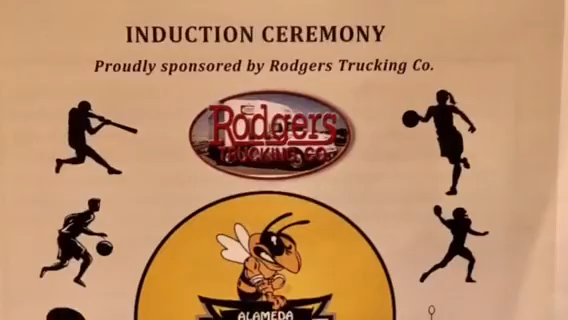 INDUCTION CEREMONY
Proudly sponsored by Rodgers Trucking Co.
Rodgers
TRUCKING CO.
ALAMEDA